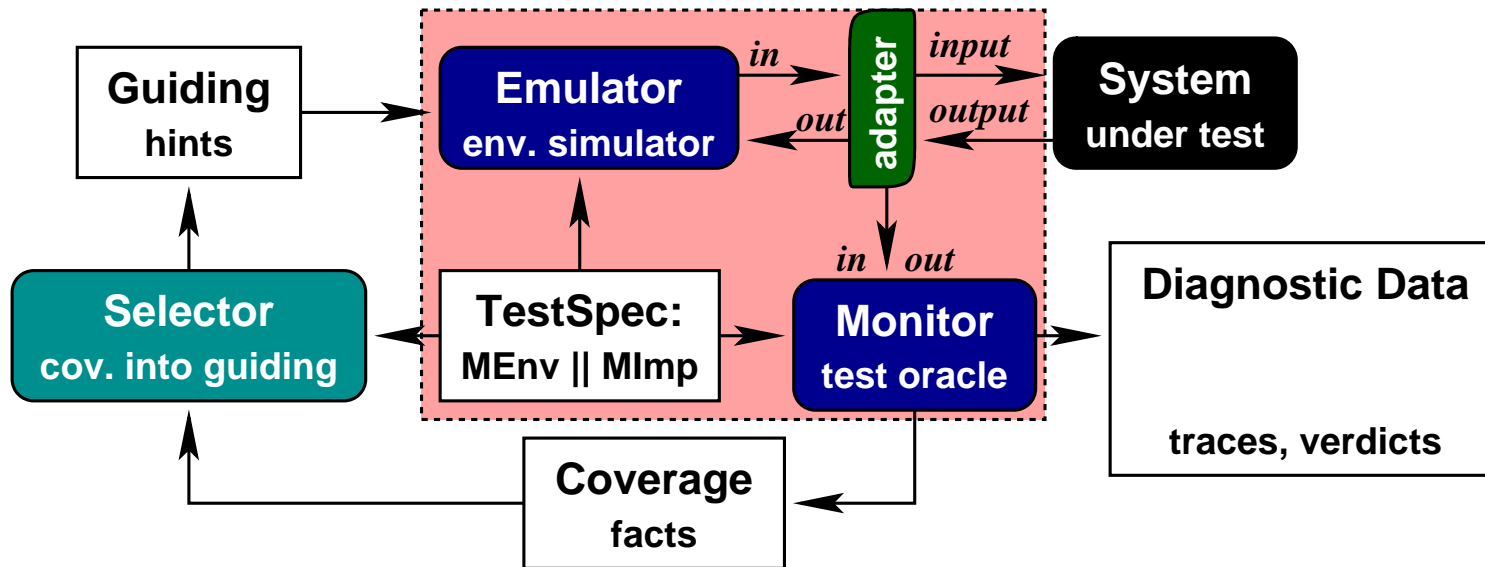 Guiding
hints
Emulator
env. simulator
in
out
adapter
input
output
System
under test
Selector
cov. into guiding
TestSpec:
MEnv || MImp
in out
Monitor
test oracle
Diagnostic Data
traces, verdicts
Coverage
facts